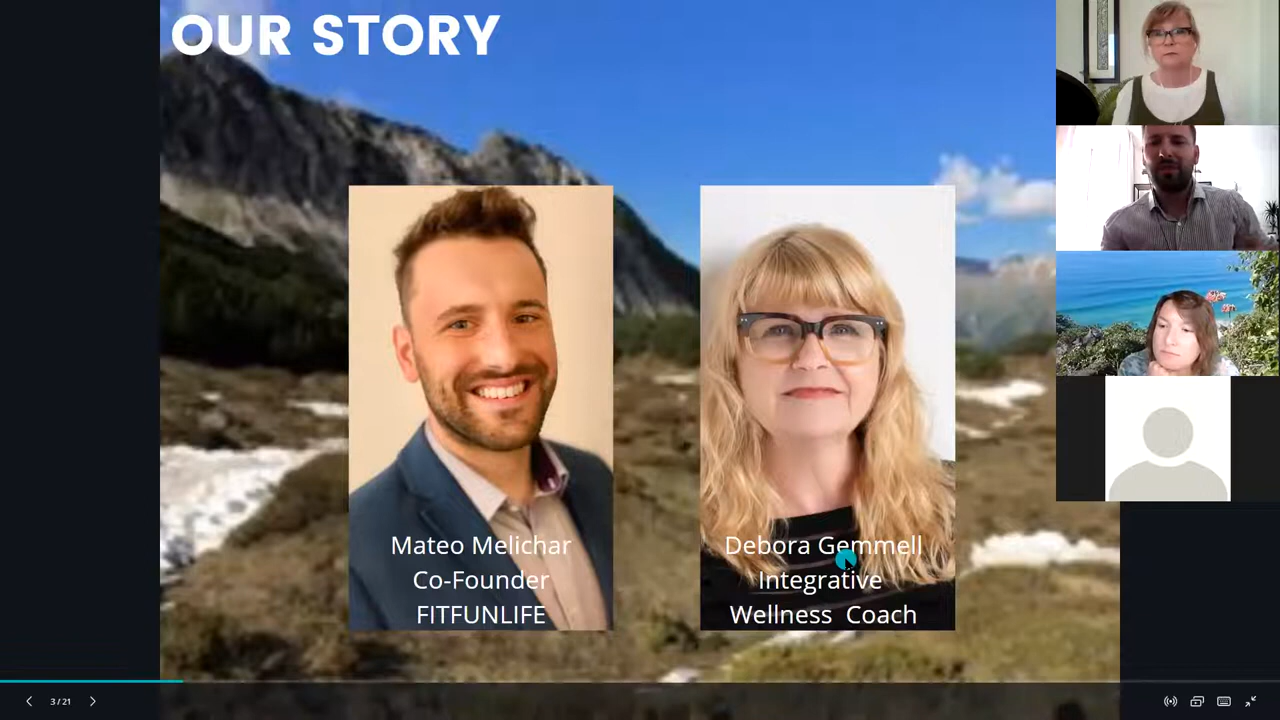 OUR STORY
Mateo Melichar
Co-Founder
FITFUNLIFE
Debora Gemmell
Integrative
Wellness Coach
3 / 21